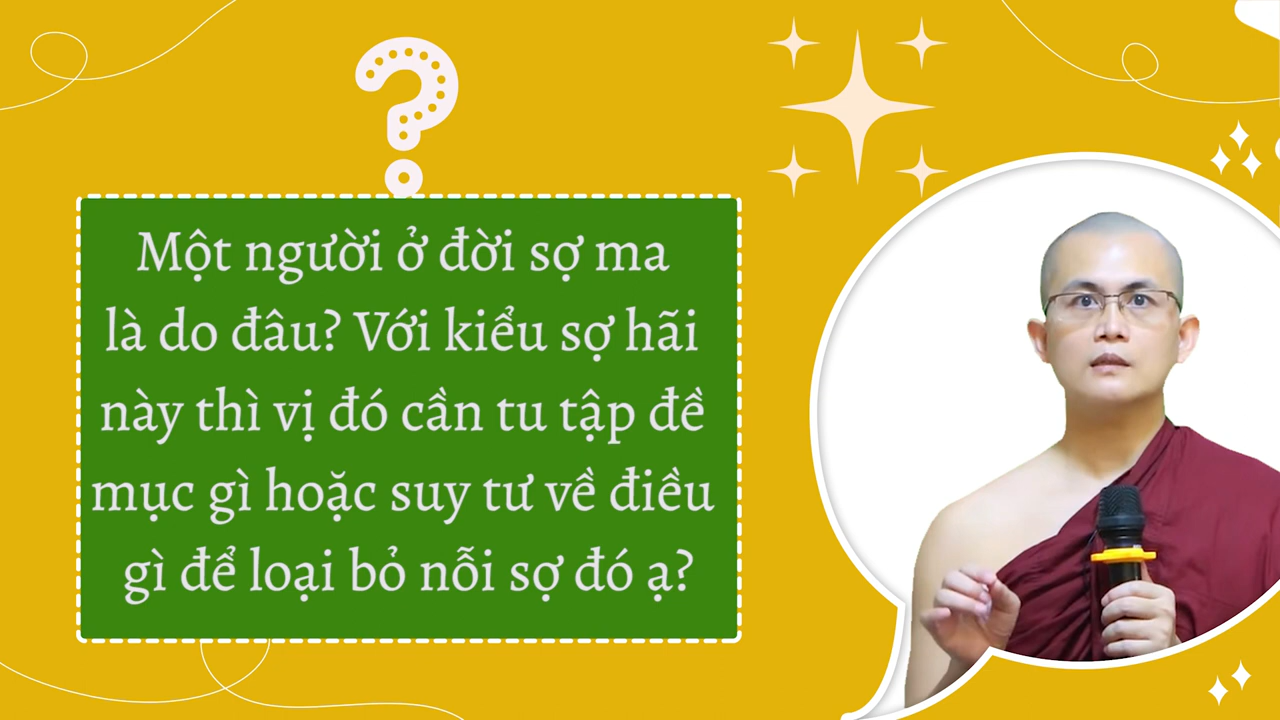 Một người ở đời sợ ma
là do đâu? Với kiểu sợ hãi
này thì vị đó cần tu tập đề
mục gì hoặc suy tư về điều
gì để loại bỏ nỗi sợ đó ạ?